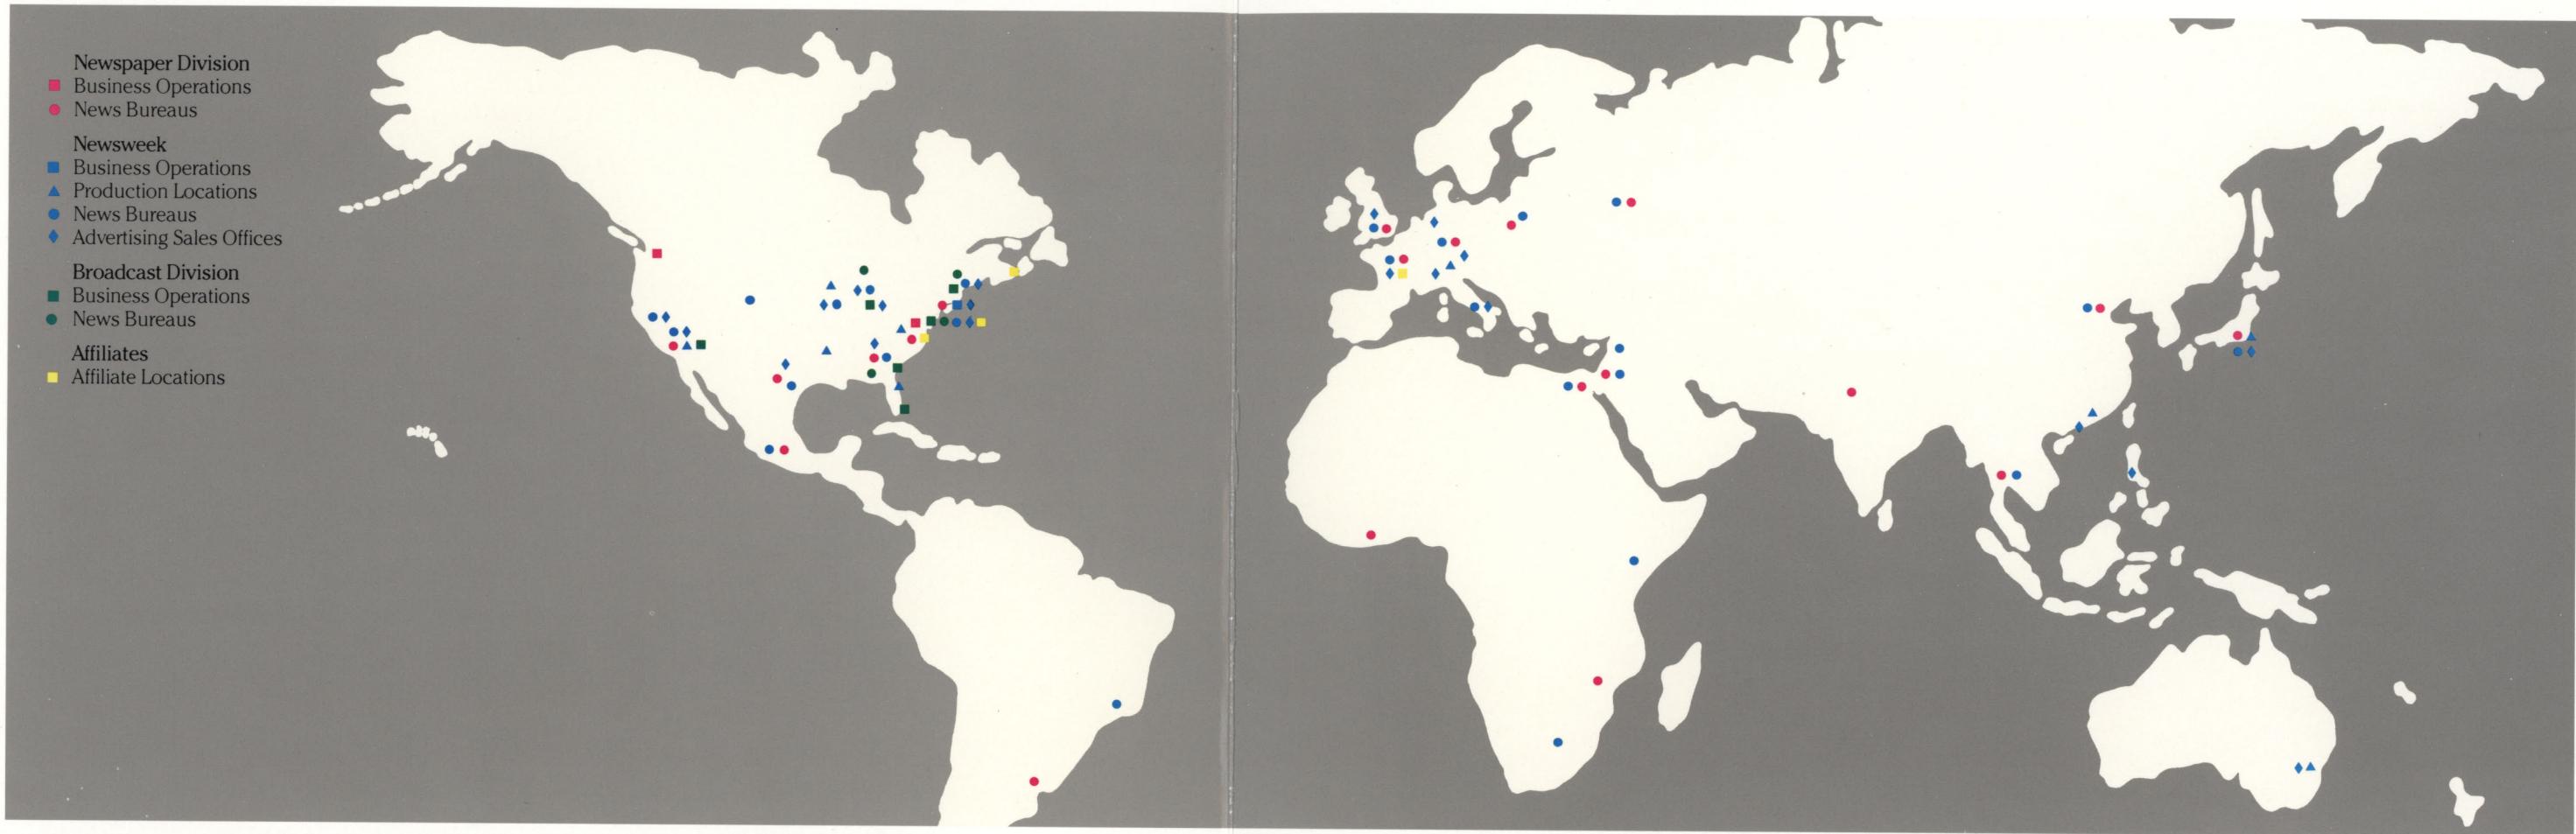 Newspaper Division
Business Operations
News Bureaus
Newsweek
Business Operations
Production Locations
News Bureaus
Advertising Sales Offices
Broadcast Division
Business Operations
News Bureaus
Affiliates
Affiliate Locations